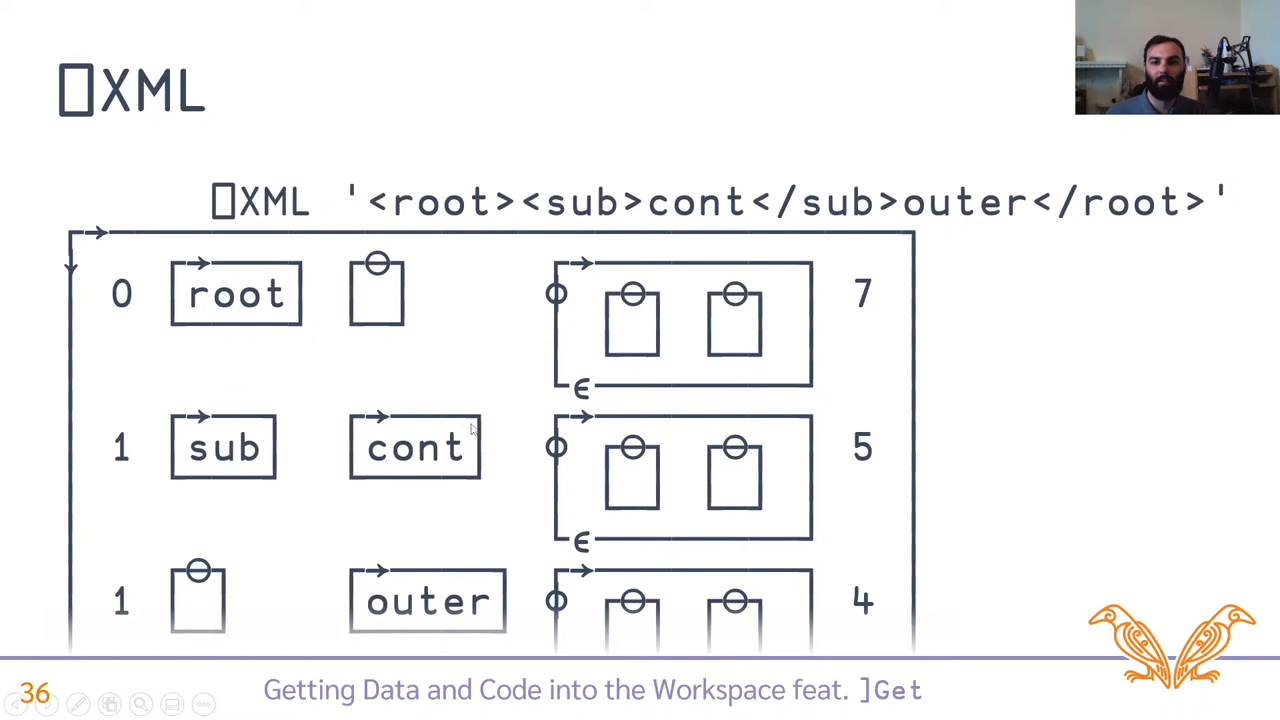 ⎕XML
⎕XML '<root><sub>cont</sub>outer</root>'
0 root 7
∊
1 sub cont 5
∊
1 outer 4
36 Getting Data and Code into the Workspace feat. ]Get